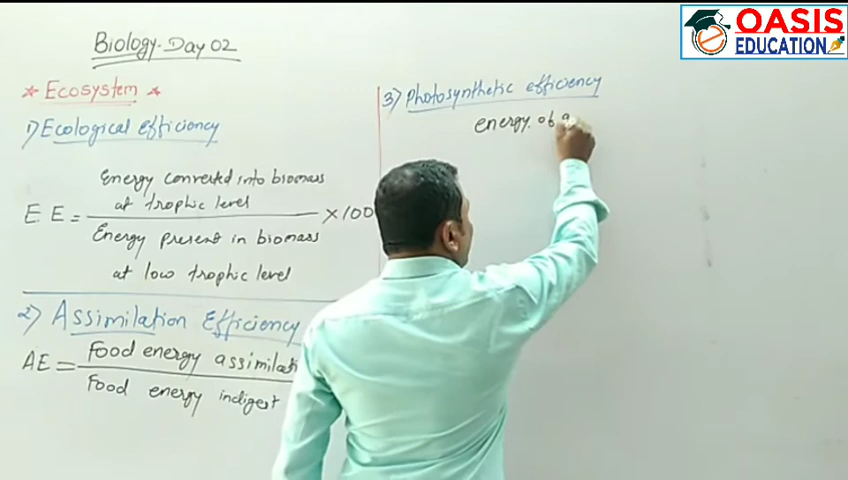 OASIS
EDUCATION
Biology-Day 02
Ecosystem
1) Ecological Efficiency
E E = Energy converted into biomass
at trophic level
Energy present in biomass
at low trophic level
×100
2) Assimilation Efficiency
AE = Food energy assimilati
Food energy indigest
3) Photosynthetic efficiency
energy of